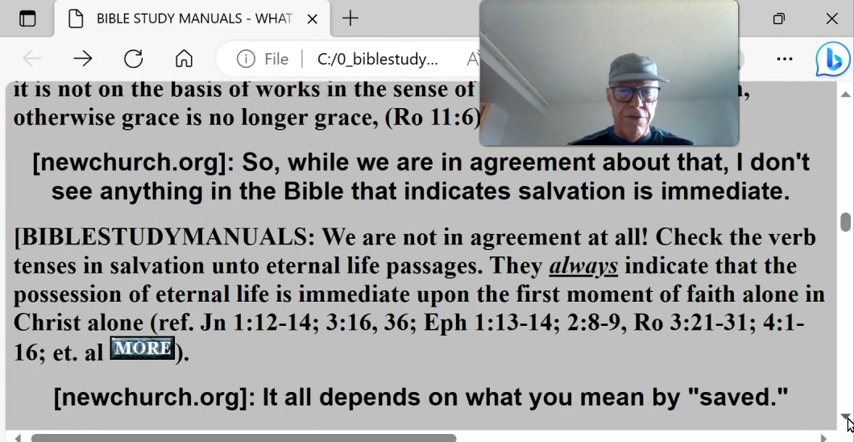 BIBLE STUDY MANUALS - WHAT
File C:/0_biblestudy...
it is not on the basis of works in the sense of
otherwise grace is no longer grace, (Ro 11:6)
[newchurch.org]: So, while we are in agreement about that, I don't
see anything in the Bible that indicates salvation is immediate.
[BIBLESTUDYMANUALS: We are not in agreement at all! Check the verb
tenses in salvation unto eternal life passages. They always indicate that the
possession of eternal life is immediate upon the first moment of faith alone in
Christ alone (ref. Jn 1:12-14; 3:16, 36; Eph 1:13-14; 2:8-9, Ro 3:21-31; 4:1-
16; et. al MORE).
[newchurch.org]: It all depends on what you mean by "saved."